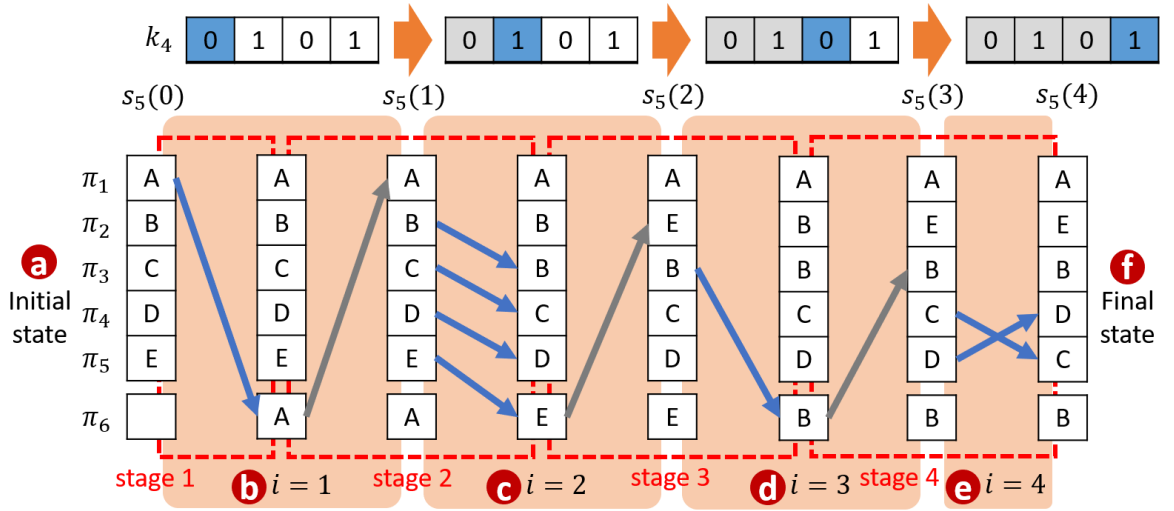 k₄ 0 1 0 1 0 1 0 1 0 1 0 1 0 1 0 1
s₅(0) s₅(1) s₅(2) s₅(3) s₅(4)
π₁ A A A A A A A A
π₂ B B B B E B E E
π₃ C C C B B B B B
π₄ D D D C C C C D
π₅ E E E D D D D C
π₆ A A E E B B B
a
Initial
state
f
Final
state
stage 1 stage 2 stage 3 stage 4
b i = 1 c i = 2 d i = 3 e i = 4